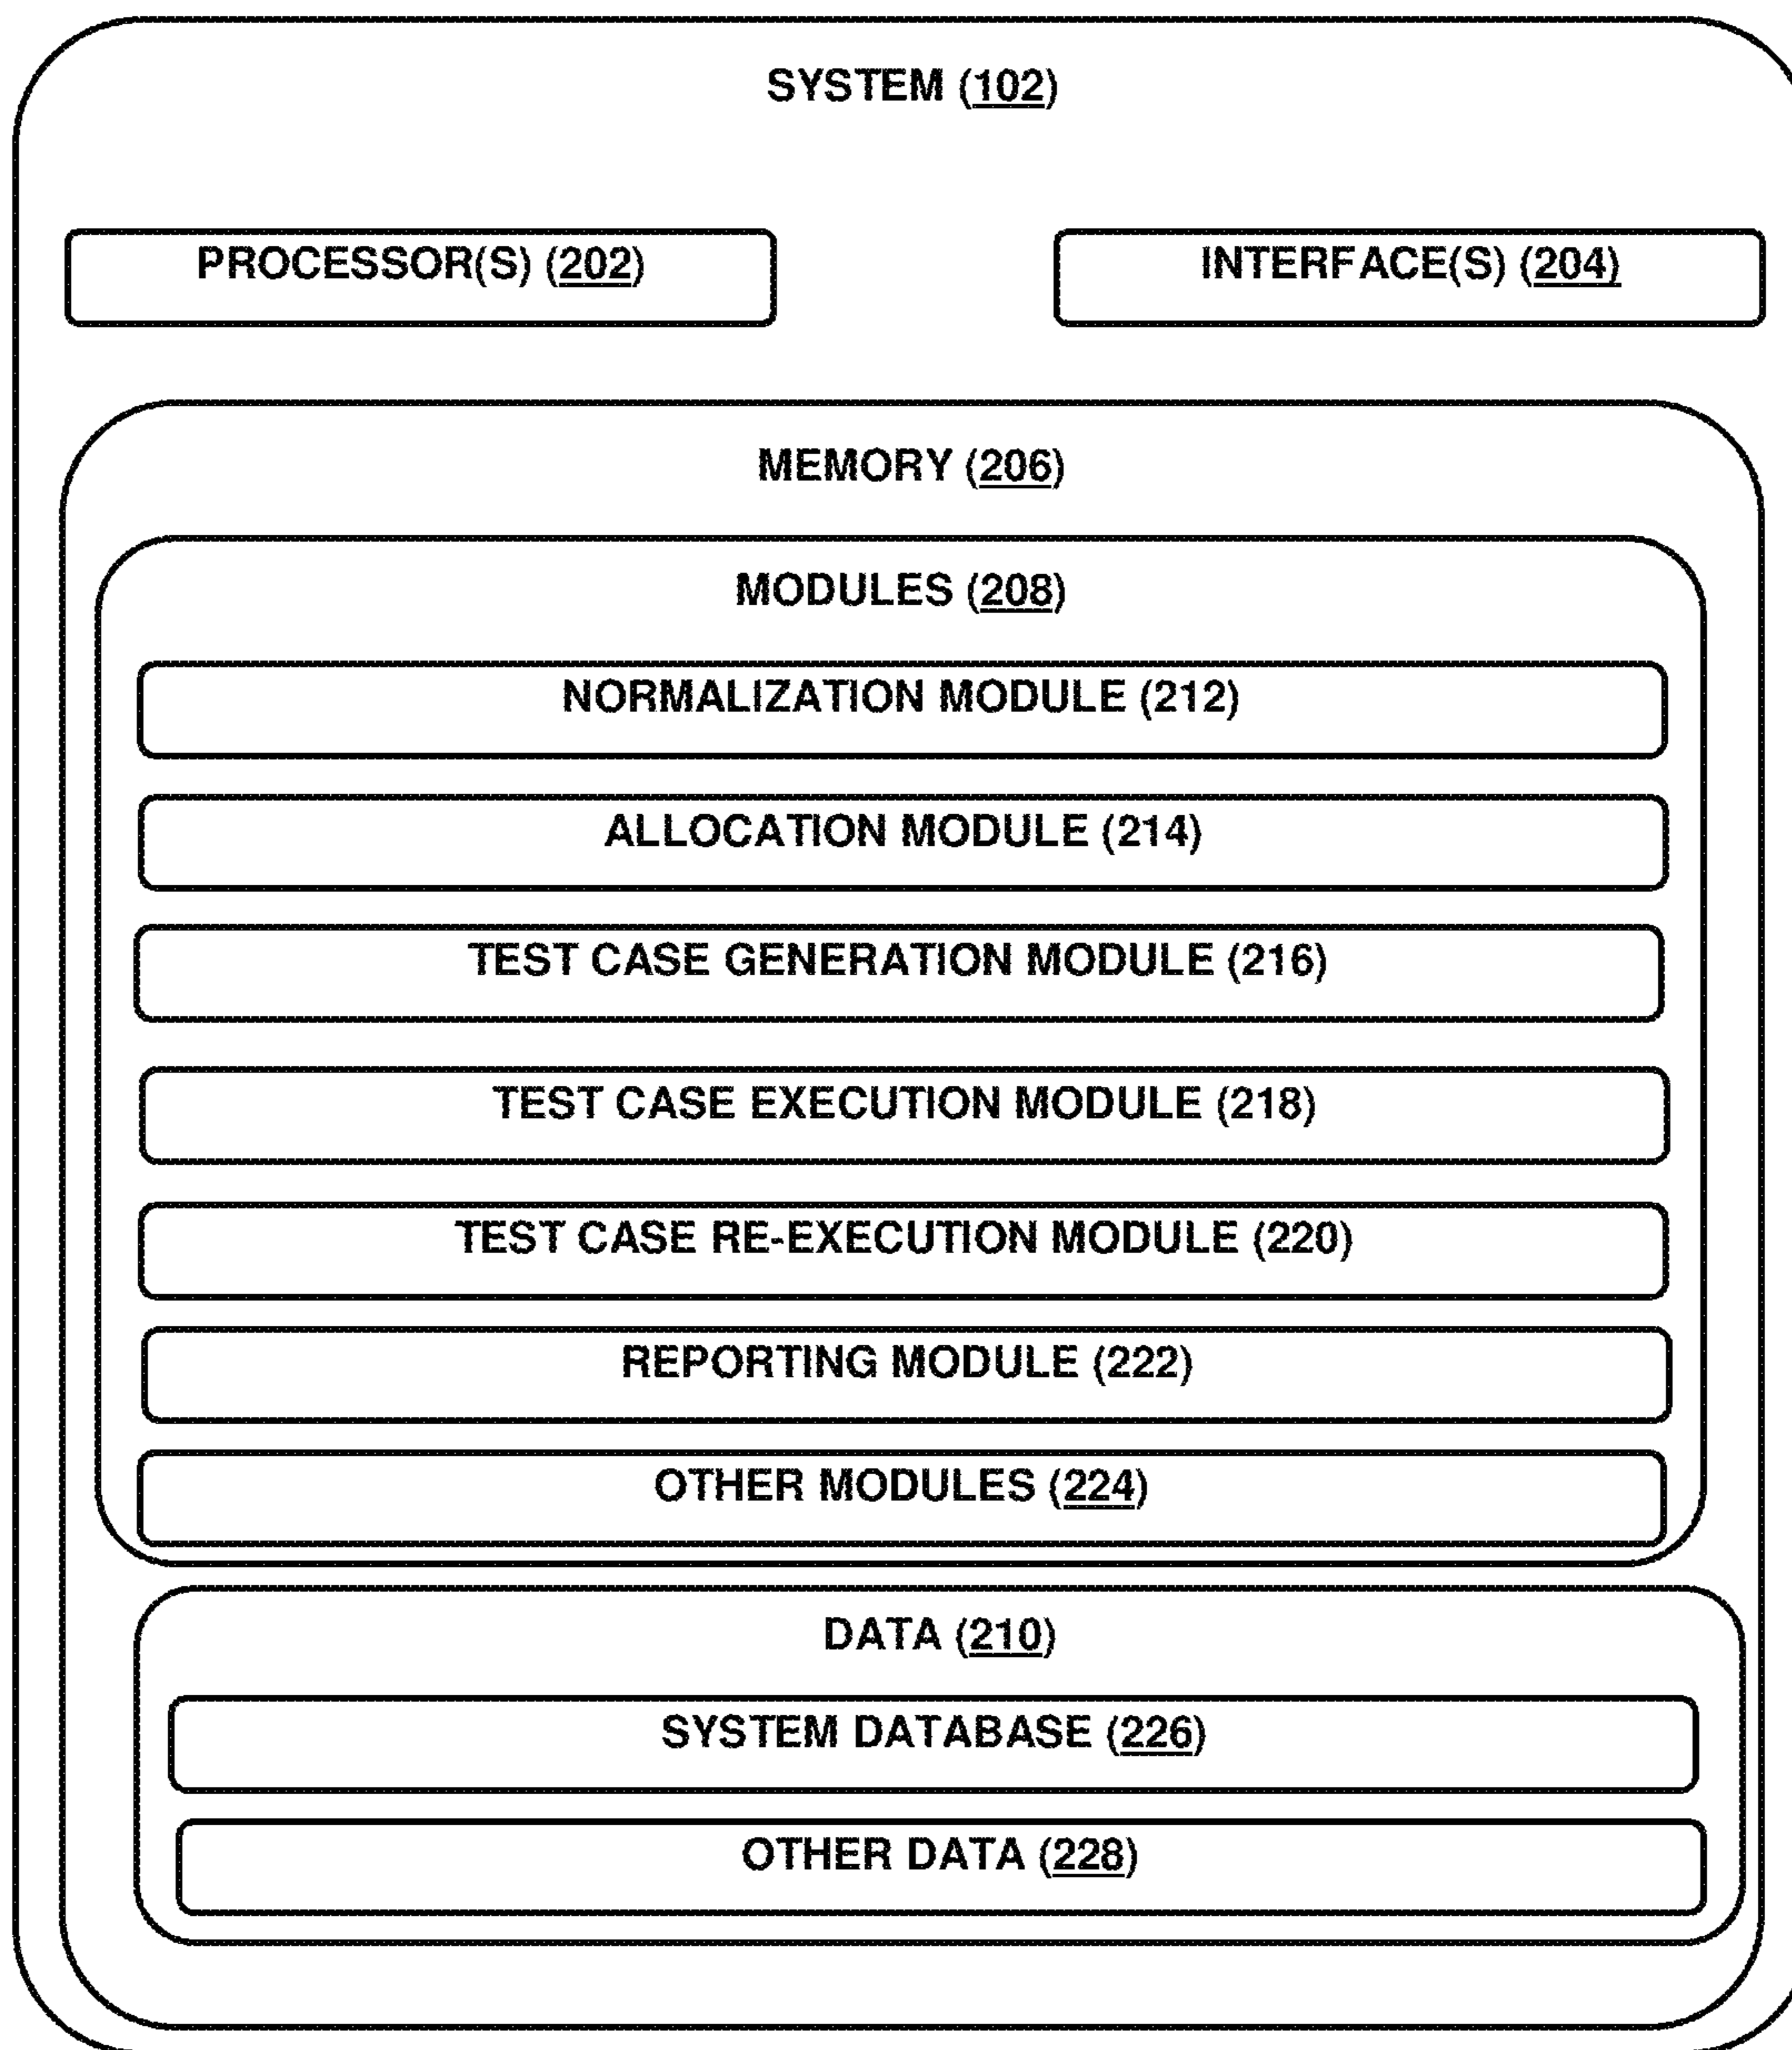 SYSTEM (102)
PROCESSOR(S) (202)
INTERFACE(S) (204)
MEMORY (206)
MODULES (208)
NORMALIZATION MODULE (212)
ALLOCATION MODULE (214)
TEST CASE GENERATION MODULE (216)
TEST CASE EXECUTION MODULE (218)
TEST CASE RE-EXECUTION MODULE (220)
REPORTING MODULE (222)
OTHER MODULES (224)
DATA (210)
SYSTEM DATABASE (226)
OTHER DATA (228)